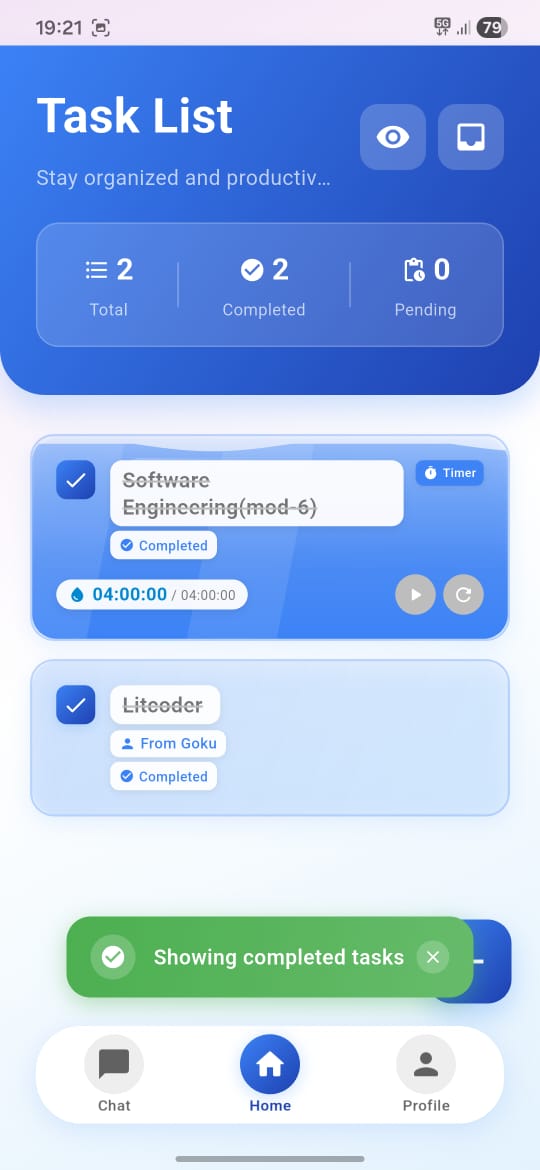 19:21
5G
79
Task List
Stay organized and productiv...
2
2
0
Total
Completed
Pending
Software
Engineering(mod-6)
Timer
Completed
04:00:00 / 04:00:00
Litcoder
From Goku
Completed
Showing completed tasks
Chat
Home
Profile